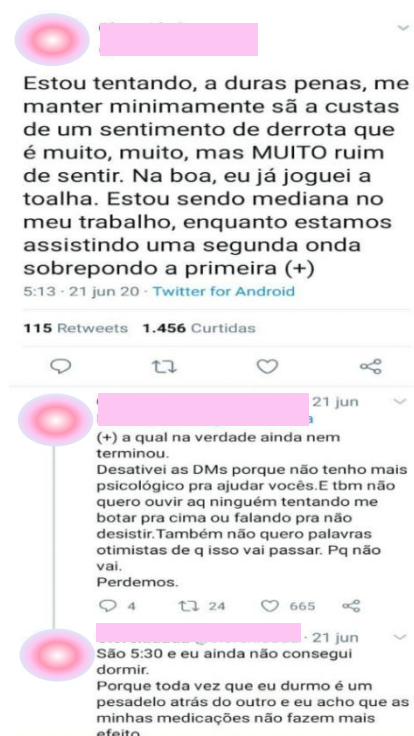 Estou tentando, a duras penas, me
manter minimamente sã a custas
de um sentimento de derrota que
é muito, muito, mas MUITO ruim
de sentir. Na boa, eu já joguei a
toalha. Estou sendo mediana no
meu trabalho, enquanto estamos
assistindo uma segunda onda
sobrepondo a primeira (+)
5:13 · 21 jun 20 · Twitter for Android
115 Retweets 1.456 Curtidas
21 jun
(+) a qual na verdade ainda nem
terminou.
Desativei as DMs porque não tenho mais
psicológico pra ajudar vocês.E tbm não
quero ouvir aq ninguém tentando me
botar pra cima ou falando pra não
desistir.Também não quero palavras
otimistas de q isso vai passar. Pq não
vai.
Perdemos.
4 24 665
· 21 jun
São 5:30 e eu ainda não consegui
dormir.
Porque toda vez que eu durmo é um
pesadelo atrás do outro e eu acho que as
minhas medicações não fazem mais
efeito